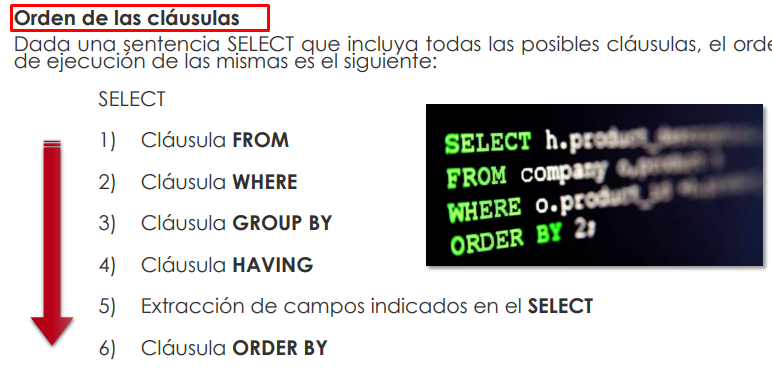 Orden de las cláusulas
Dada una sentencia SELECT que incluya todas las posibles cláusulas, el orde
de ejecución de las mismas es el siguiente:
SELECT
1) Cláusula FROM
2) Cláusula WHERE
3) Cláusula GROUP BY
4) Cláusula HAVING
5) Extracción de campos indicados en el SELECT
6) Cláusula ORDER BY
SELECT h.product_
FROM company
WHERE o.product_id
ORDER BY 2;